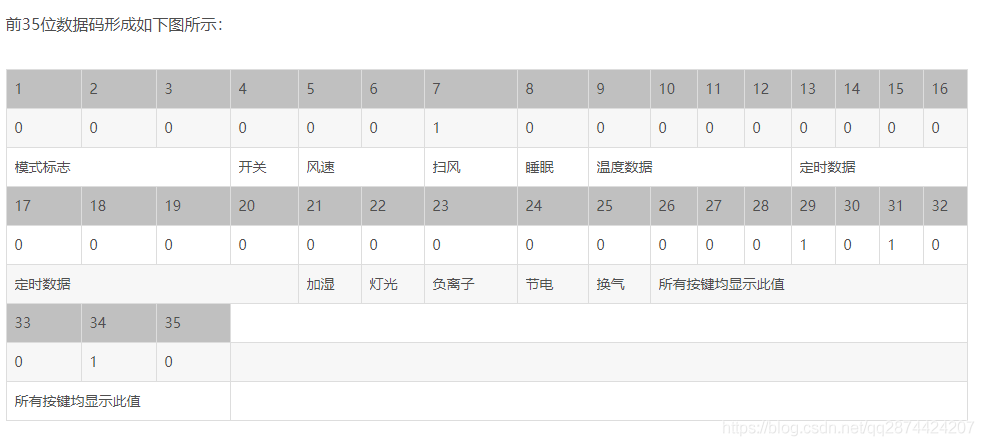 前35位数据码形成如下图所示：
1 2 3 4 5 6 7 8 9 10 11 12 13 14 15 16
0 0 0 0 0 0 1 0 0 0 0 0 0 0 0 0
模式标志 开关 风速 扫风 睡眠 温度数据 定时数据
17 18 19 20 21 22 23 24 25 26 27 28 29 30 31 32
0 0 0 0 0 0 0 0 0 0 0 0 1 0 1 0
定时数据 加湿 灯光 负离子 节电 换气 所有按键均显示此值
33 34 35
0 1 0
所有按键均显示此值
https://blog.csdn.net/qq2874424207